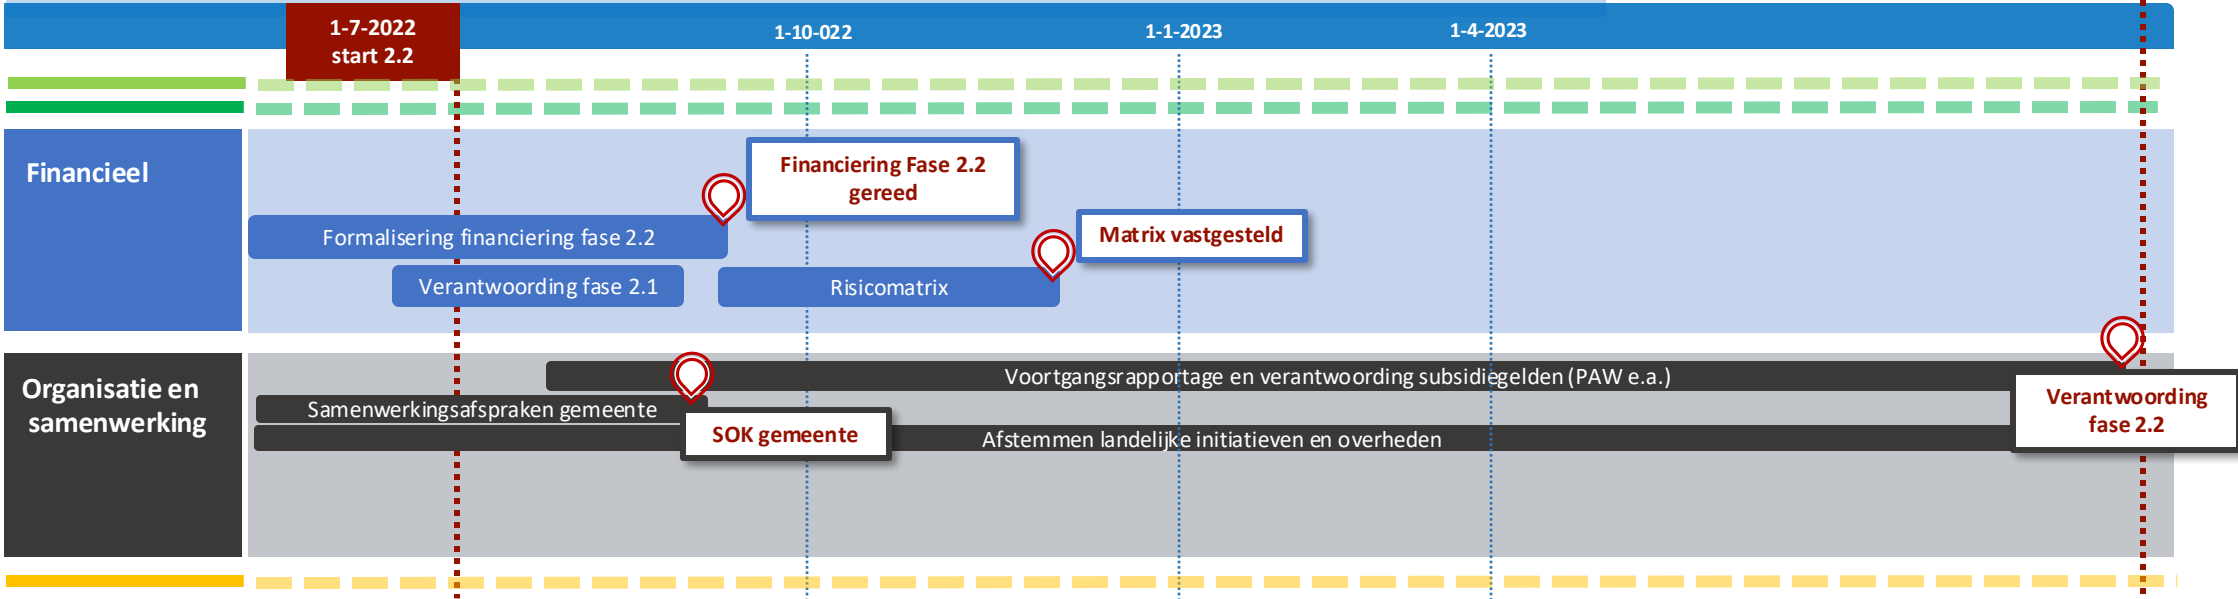 1-7-2022
start 2.2
1-10-022
1-1-2023
1-4-2023
Financieel
Financiering Fase 2.2
gereed
Formalisering financiering fase 2.2
Matrix vastgesteld
Verantwoording fase 2.1
Risicomatrix
Organisatie en
samenwerking
Voortgangsrapportage en verantwoording subsidiegelden (PAW e.a.)
Samenwerkingsafspraken gemeente
SOK gemeente
Afstemmen landelijke initiatieven en overheden
Verantwoording
fase 2.2